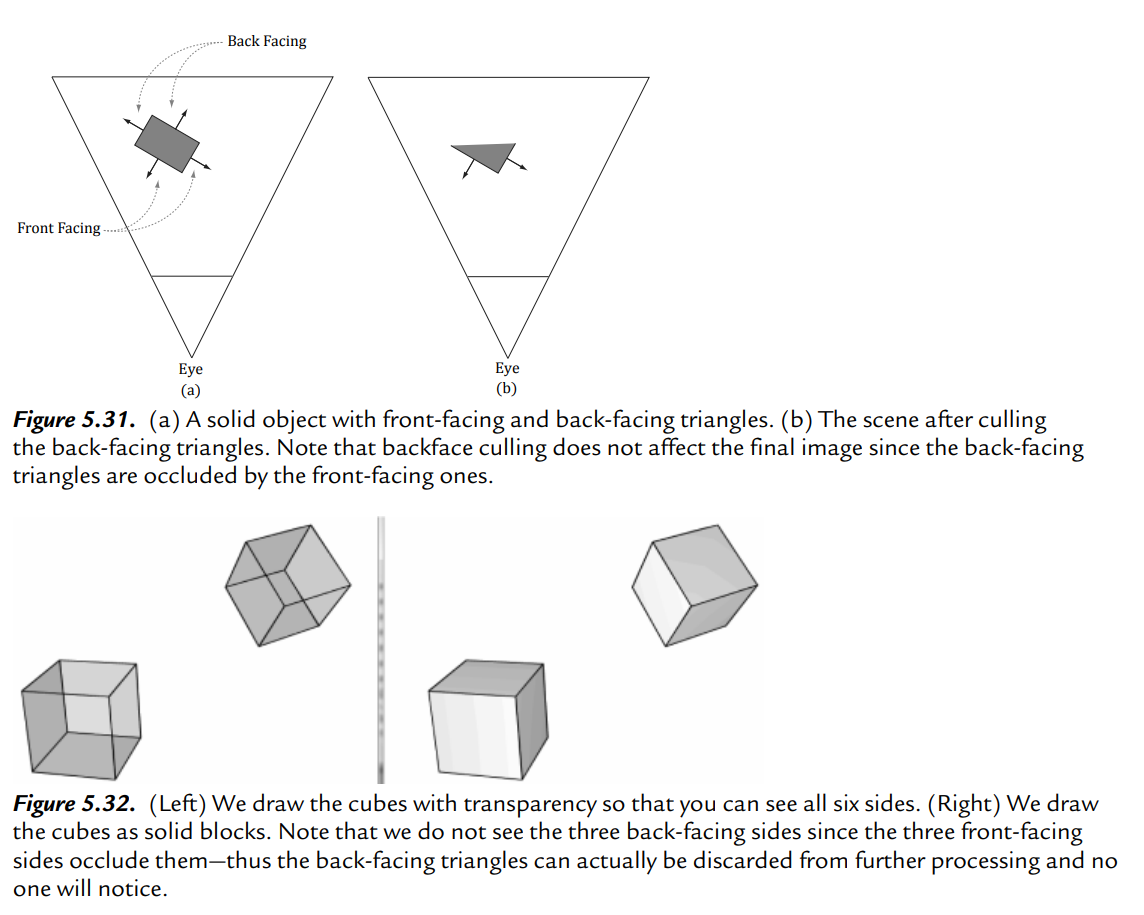 Back Facing
Front Facing
Eye
(a)
Eye
(b)
Figure 5.31. (a) A solid object with front-facing and back-facing triangles. (b) The scene after culling
the back-facing triangles. Note that backface culling does not affect the final image since the back-facing
triangles are occluded by the front-facing ones.
Figure 5.32. (Left) We draw the cubes with transparency so that you can see all six sides. (Right) We draw
the cubes as solid blocks. Note that we do not see the three back-facing sides since the three front-facing
sides occlude them—thus the back-facing triangles can actually be discarded from further processing and no
one will notice.